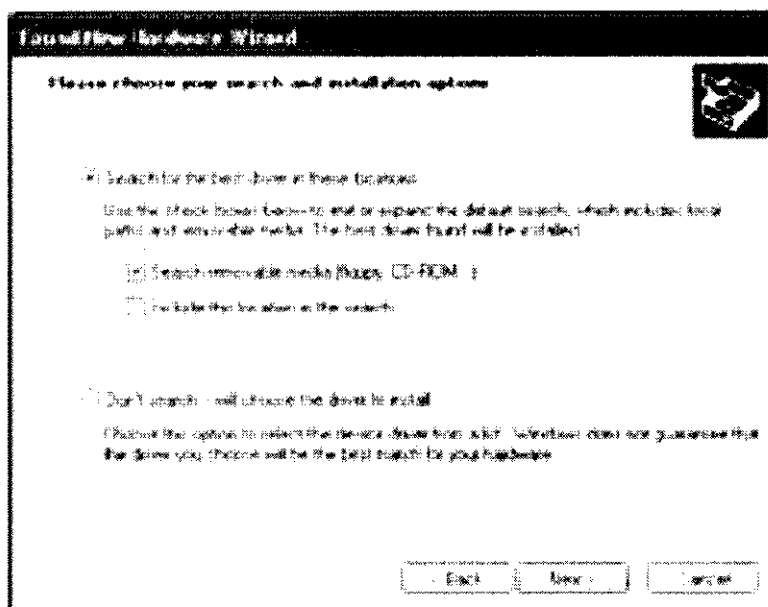 Found New Hardware Wizard
Please choose your search and installation options
Search for the best driver in these locations
Use the check boxes below to limit or expand the default search, which includes local
paths and removable media. The best driver found will be installed.
Search removable media (floppy, CD-ROM...)
Include this location in the search:
Don't search. I will choose the driver to install.
Choose this option to select the device driver from a list. Windows does not guarantee that
the driver you choose will be the best match for your hardware.
< Back
Next >
Cancel